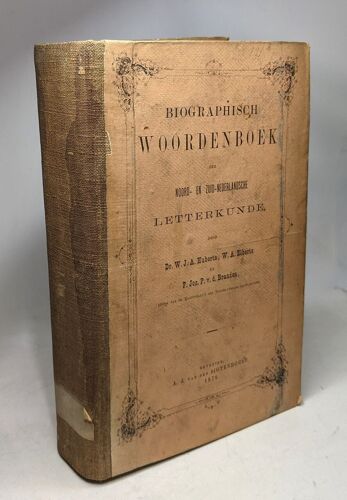 BIOGRAPHISCH
WOORDENBOEK
DER
NOORD- EN ZUID-NEDERLANDSCHE
LETTERKUNDE,
DOOR
Dr. W. J. A. Huberts, W. A. Elberts
EN
F. Jos. P. v. d. Branden,
DEVENTER,
A. J. VAN DEN SIGTENHORST
1878